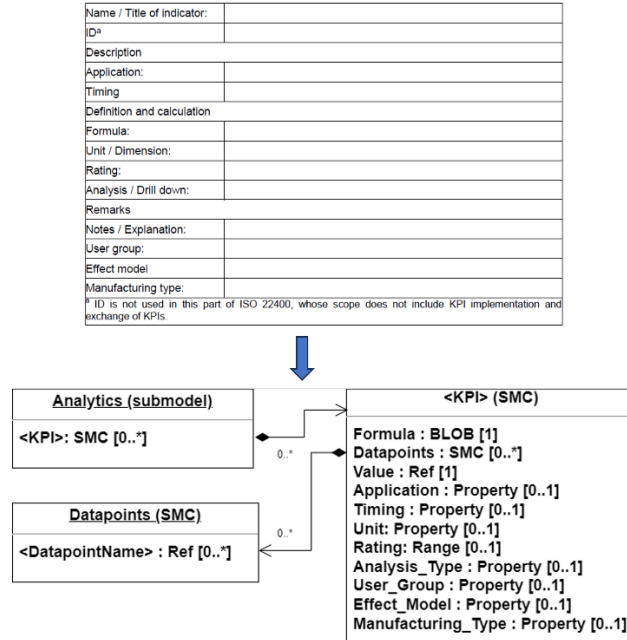 Name / Title of indicator:
IDª
Description
Application:
Timing
Definition and calculation
Formula:
Unit / Dimension:
Rating:
Analysis / Drill down:
Remarks
Notes / Explanation:
User group:
Effect model
Manufacturing type:
ª ID is not used in this part of ISO 22400, whose scope does not include KPI implementation and
exchange of KPIs.
Analytics (submodel)
<KPI>: SMC [0..*]
0..*
Datapoints (SMC)
<DatapointName> : Ref [0..*]
0..*
<KPI> (SMC)
Formula : BLOB [1]
Datapoints : SMC [0..*]
Value : Ref [1]
Application : Property [0..1]
Timing : Property [0..1]
Unit: Property [0..1]
Rating: Range [0..1]
Analysis_Type : Property [0..1]
User_Group : Property [0..1]
Effect_Model : Property [0..1]
Manufacturing_Type : Property [0..1]